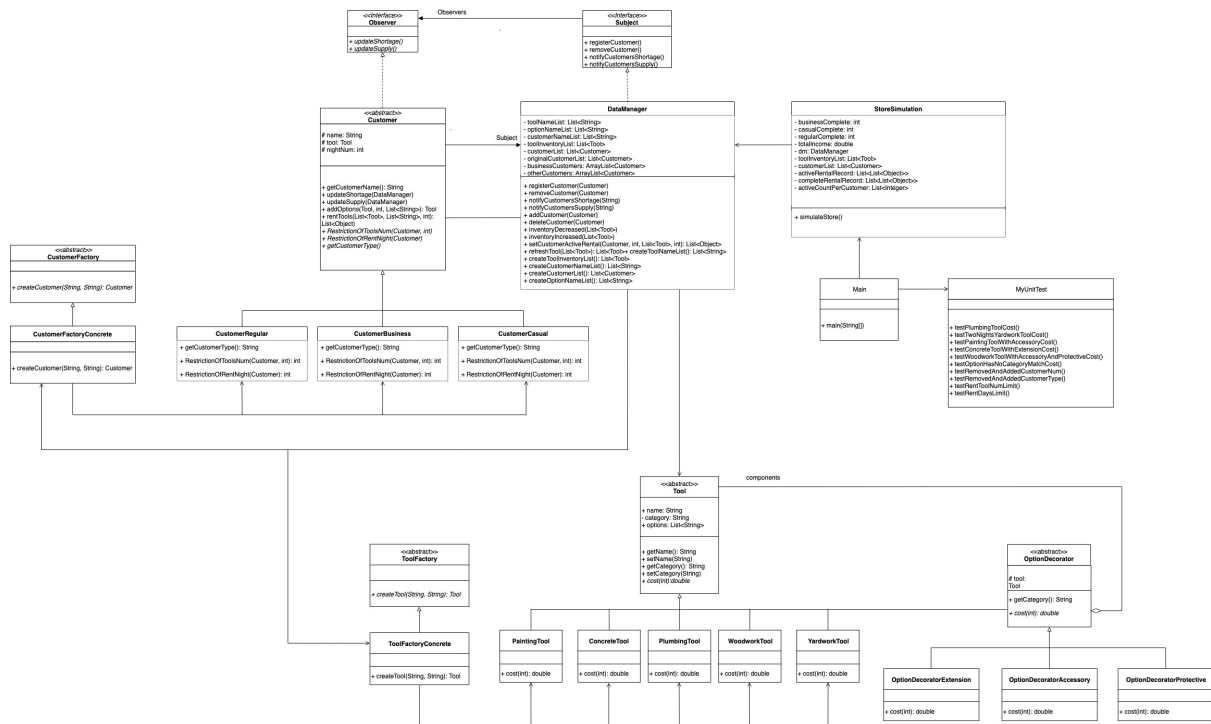 <<Interface>>
Observer
+ updateShortage()
+ updateSupply()
Observers
<<Interface>>
Subject
+ registerCustomer()
+ removeCustomer()
+ notifyCustomersShortage()
+ notifyCustomersSupply()
<<abstract>>
Customer
# name: String
# tool: Tool
# nightNum: int
+ getCustomerName(): String
+ updateShortage(DataManager)
+ updateSupply(DataManager)
+ addOptions(Tool, int, List<String>): Tool
+ rentTools(List<Tool>, List<String>, int):
List<Object>
+ RestrictionOfToolsNum(Customer, int)
+ RestrictionOfRentNight(Customer)
+ getCustomerType()
Subject
DataManager
- toolNameList: List<String>
- optionNameList: List<String>
- customerNameList: List<String>
- toolInventoryList: List<Tool>
- customerList: List<Customer>
- originalCustomerList: List<Customer>
- businessCustomers: ArrayList<Customer>
- otherCustomers: ArrayList<Customer>
+ registerCustomer(Customer)
+ removeCustomer(Customer)
+ notifyCustomersShortage(String)
+ notifyCustomersSupply(String)
+ addCustomer(Customer)
+ deleteCustomer(Customer)
+ inventoryDecreased(List<Tool>)
+ inventoryIncreased(List<Tool>)
+ setCustomerActiveRental(Customer, int, List<Tool>, int): List<Object>
+ refreshTool(List<Tool>): List<Tool>+ createToolNameList(): List<String>
+ createToolInventoryList(): List<Tool>
+ createCustomerNameList(): List<String>
+ createCustomerList(): List<Customer>
+ createOptionNameList(): List<String>
StoreSimulation
- businessComplete: int
- casualComplete: int
- regularComplete: int
- totalIncome: double
- dm: DataManager
- toolInventoryList: List<Tool>
- customerList: List<Customer>
- activeRentalRecord: List<List<Object>>
- completeRentalRecord: List<List<Object>>
- activeCountPerCustomer: List<Integer>
+ simulateStore()
<<abstract>>
CustomerFactory
+ createCustomer(String, String): Customer
CustomerFactoryConcrete
+ createCustomer(String, String): Customer
CustomerRegular
+ getCustomerType(): String
+ RestrictionOfToolsNum(Customer, int): int
+ RestrictionOfRentNight(Customer): int
CustomerBusiness
+ getCustomerType(): String
+ RestrictionOfToolsNum(Customer, int): int
+ RestrictionOfRentNight(Customer): int
CustomerCasual
+ getCustomerType(): String
+ RestrictionOfToolsNum(Customer, int): int
+ RestrictionOfRentNight(Customer): int
Main
+ main(String[])
MyUnitTest
+ testPlumbingToolCost()
+ testTwoNightsYardworkToolCost()
+ testPaintingToolWithAccessoryCost()
+ testConcreteToolWithExtensionCost()
+ testWoodworkToolWithAccessoryAndProtectiveCost()
+ testOptionHasNoCategoryMatchCost()
+ testRemovedAndAddedCustomerNum()
+ testRemovedAndAddedCustomerType()
+ testRentToolNumLimit()
+ testRentDaysLimit()
<<abstract>>
Tool
+ name: String
- category: String
+ options: List<String>
+ getName(): String
+ setName(String)
+ getCategory(): String
+ setCategory(String)
+ cost(int):double
components
<<abstract>>
OptionDecorator
# tool:
Tool
+ getCategory(): String
+ cost(int): double
<<abstract>>
ToolFactory
+ createTool(String, String): Tool
ToolFactoryConcrete
+ createTool(String, String): Tool
PaintingTool
+ cost(int): double
ConcreteTool
+ cost(int): double
PlumbingTool
+ cost(int): double
WoodworkTool
+ cost(int): double
YardworkTool
+ cost(int): double
OptionDecoratorExtension
+ cost(int): double
OptionDecoratorAccessory
+ cost(int): double
OptionDecoratorProtective
+ cost(int): double